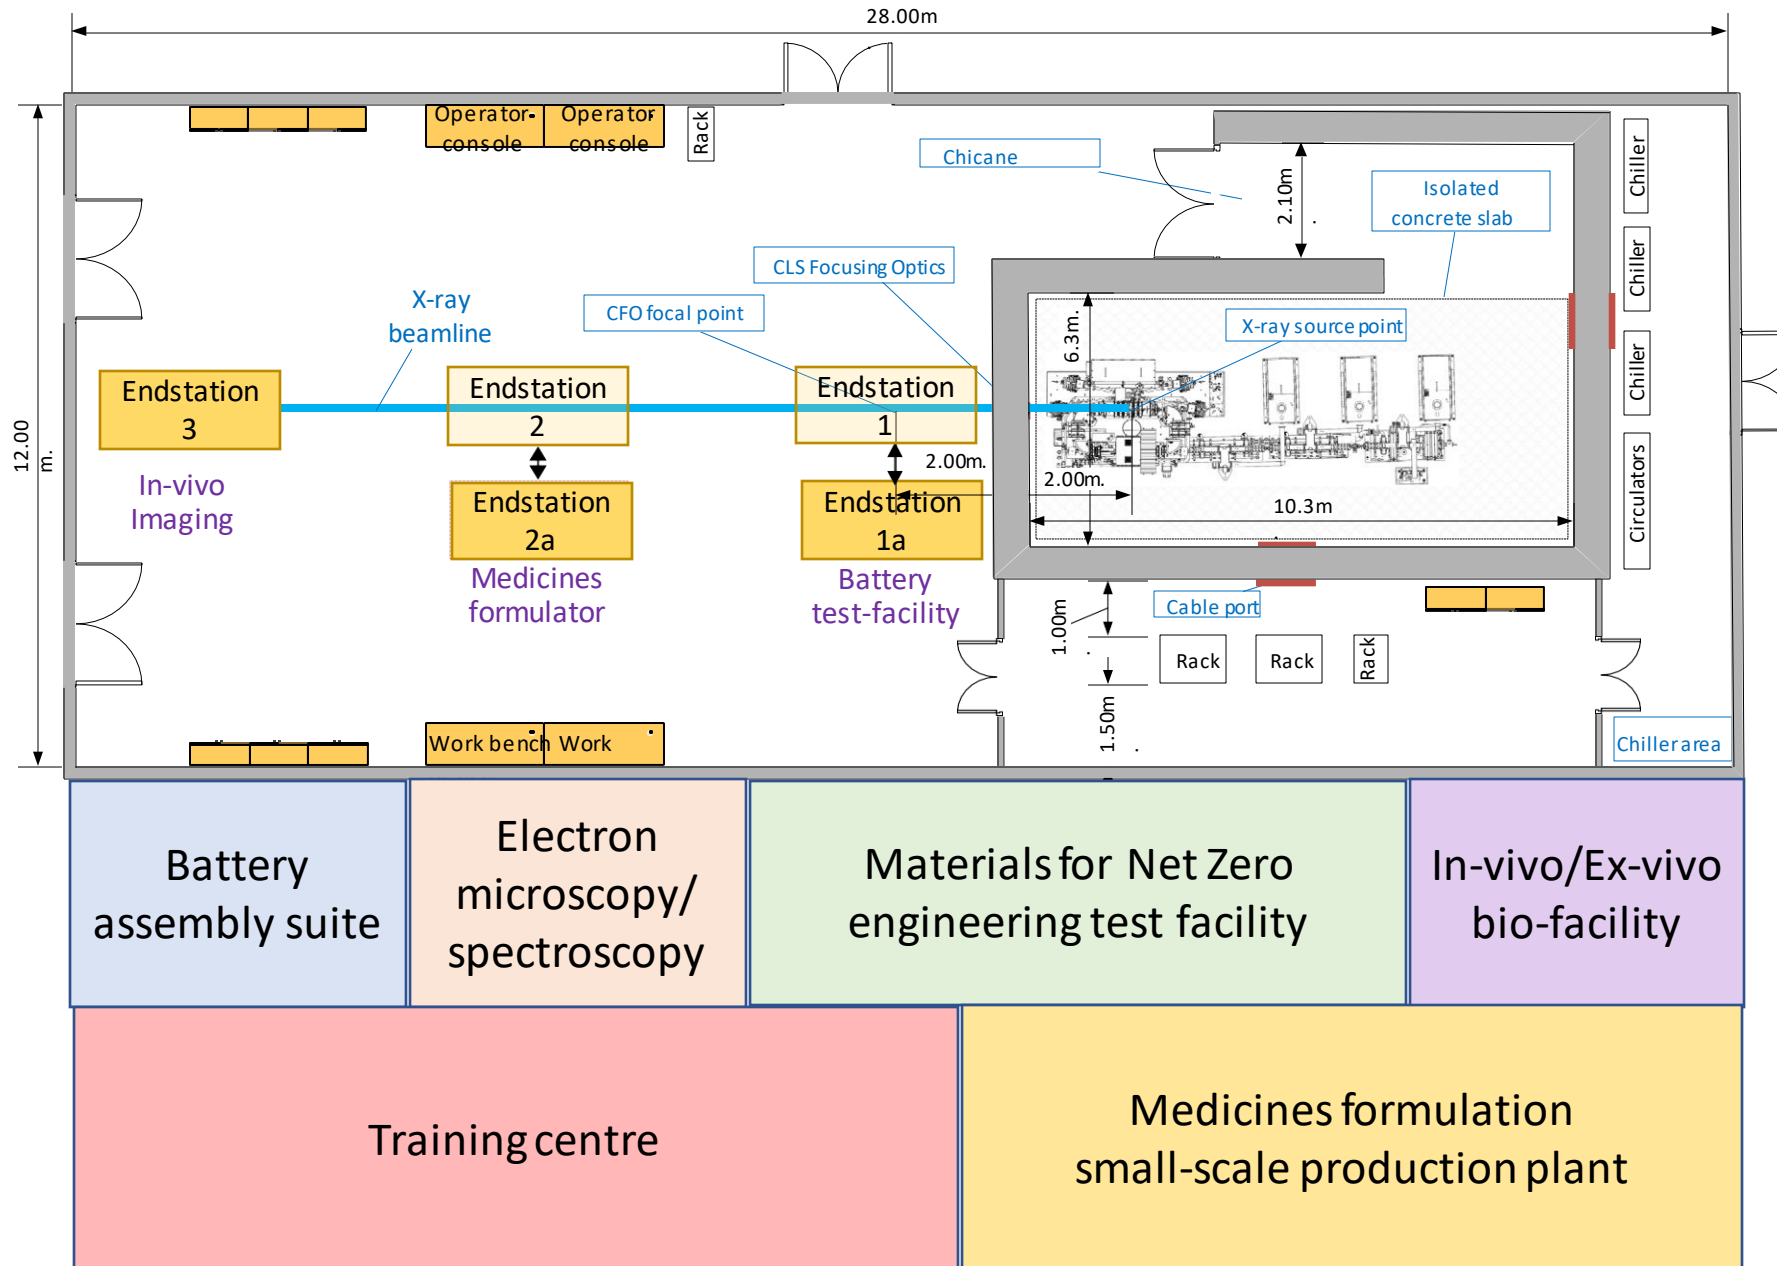 28.00m
12.00
m.
Operator
console
Operator
console
Rack
Chicane
2.10m
.
Isolated
concrete slab
Chiller
Chiller
Chiller
Circulators
CLS Focusing Optics
X-ray
beamline
CFO focal point
6.3m.
X-ray source point
Endstation
3
Endstation
2
Endstation
1
2.00m.
2.00m.
In-vivo
Imaging
Endstation
2a
Endstation
1a
10.3m
Medicines
formulator
Battery
test-facility
Cable port
1.00m
.
Rack
Rack
Rack
1.50m
.
Work bench
Work
Chiller area
Battery
assembly suite
Electron
microscopy/
spectroscopy
Materials for Net Zero
engineering test facility
In-vivo/Ex-vivo
bio-facility
Training centre
Medicines formulation
small-scale production plant